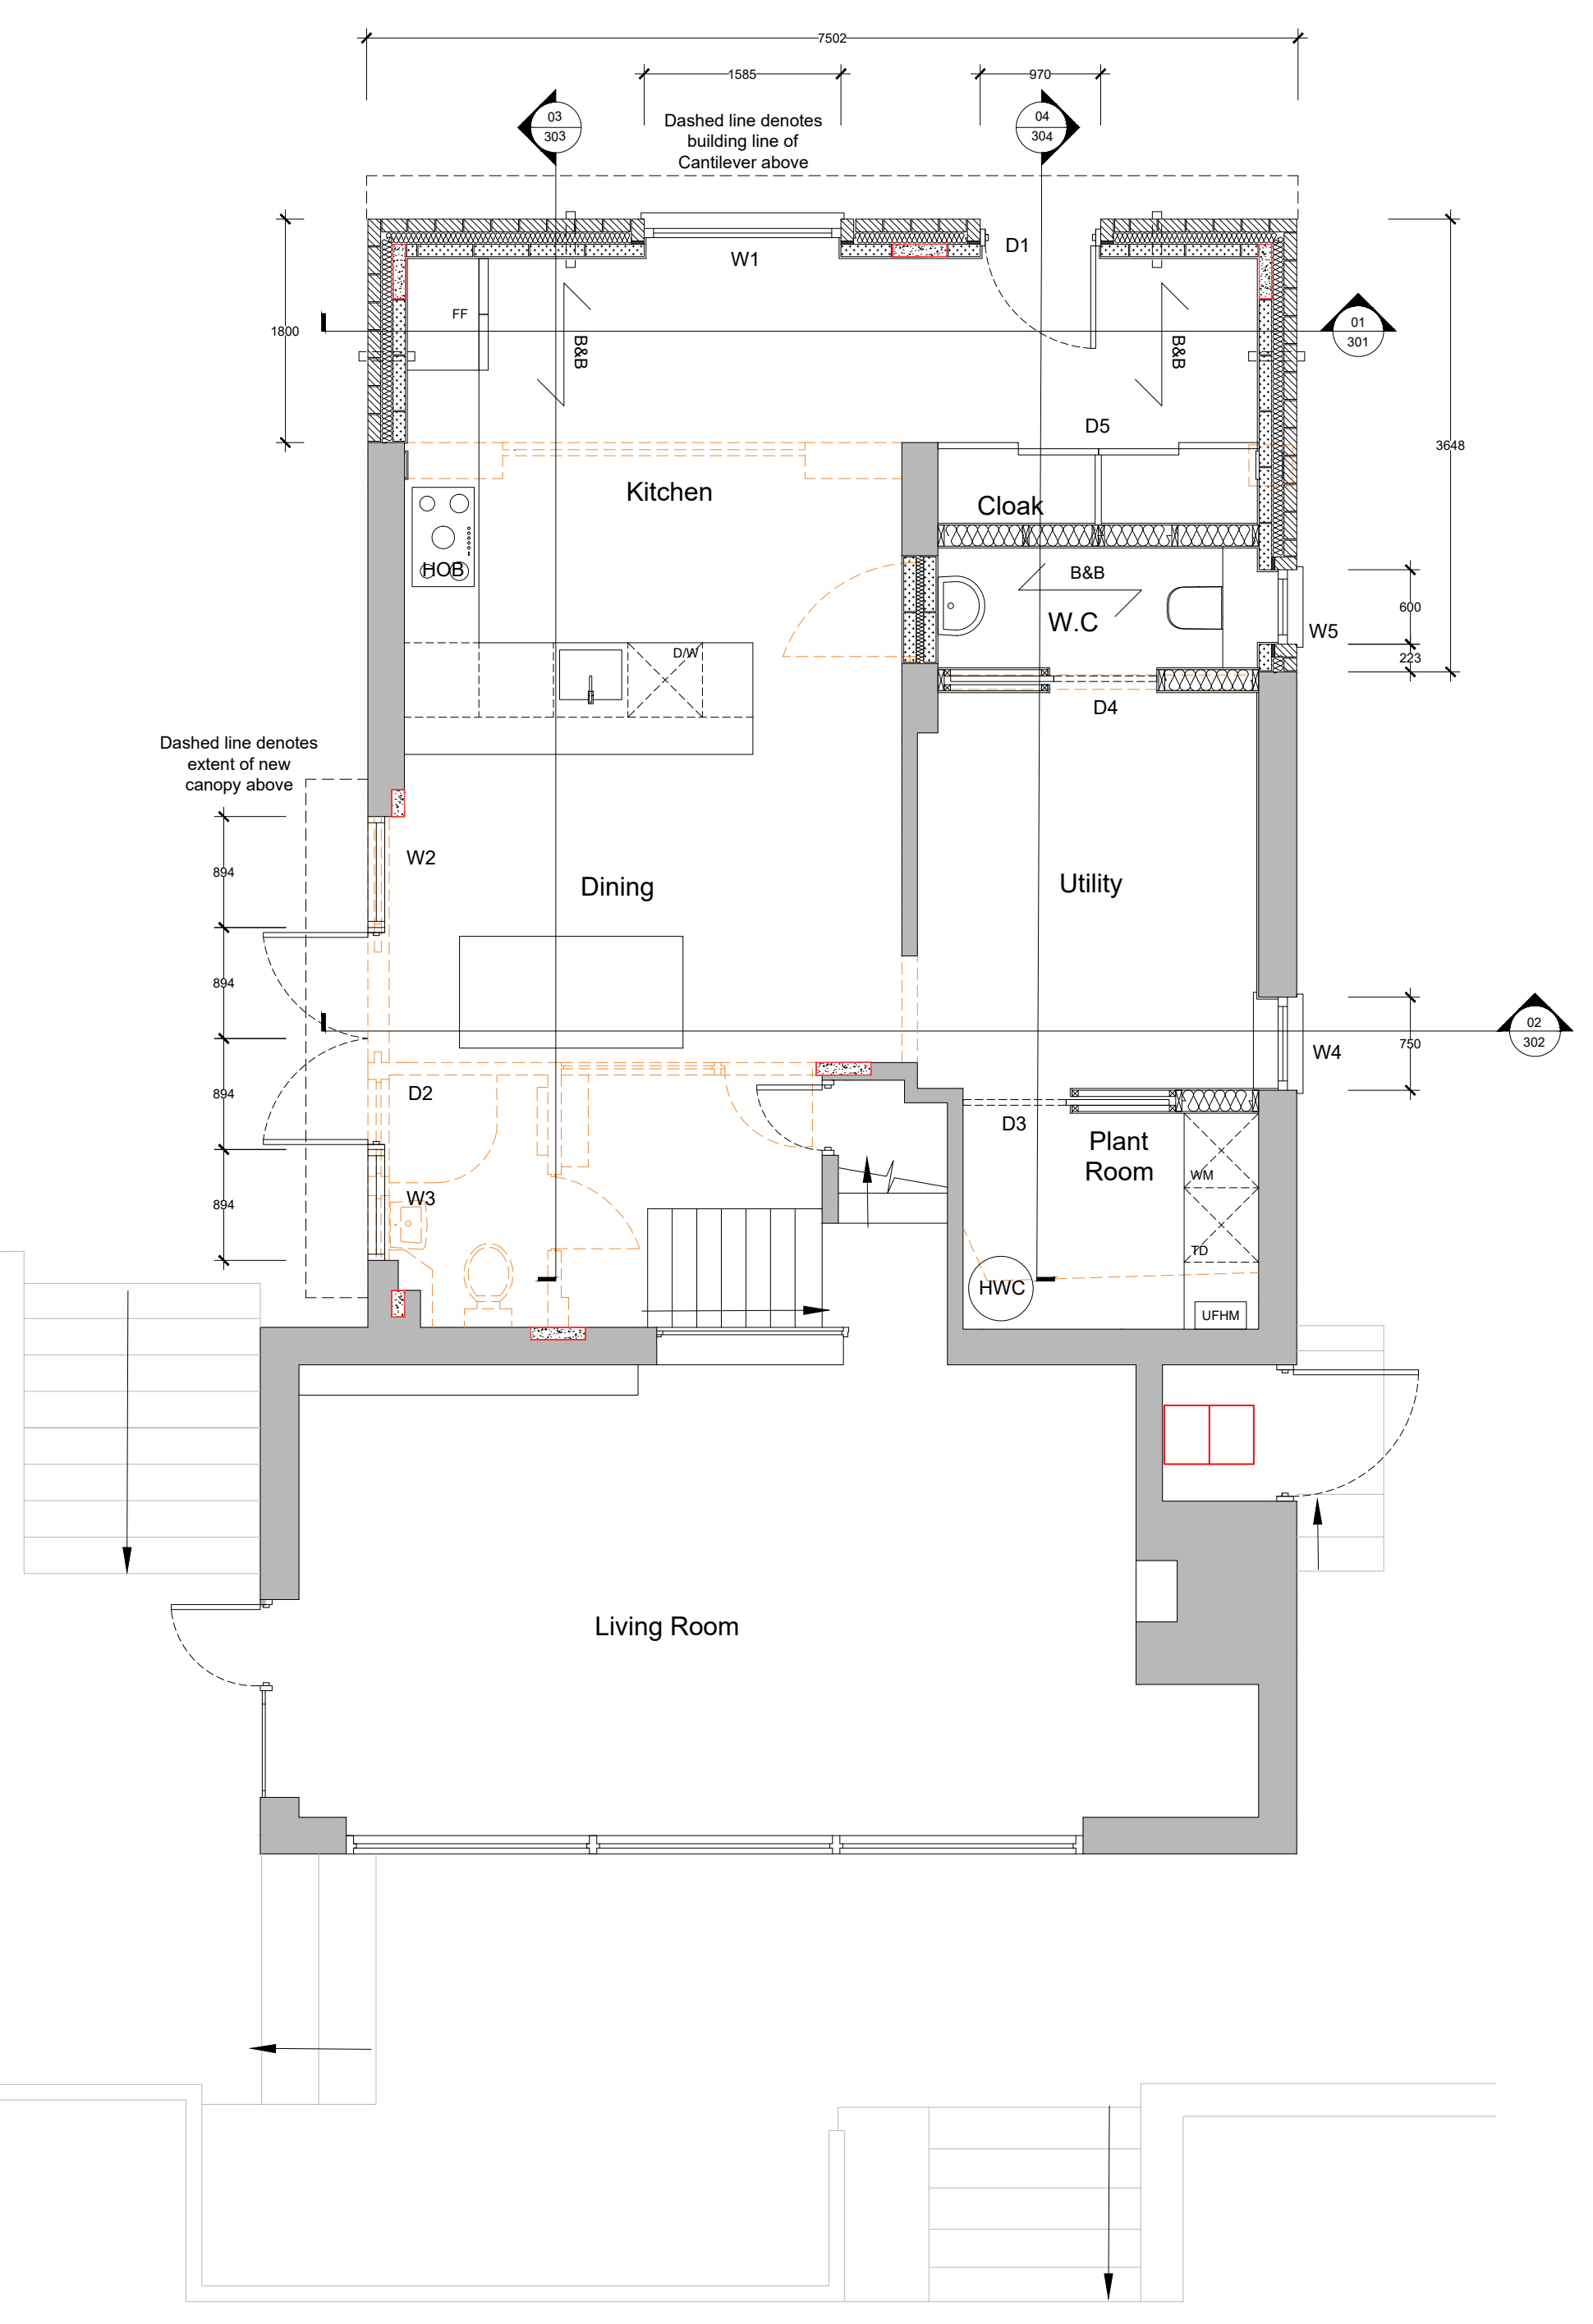 7502
1585
970
03
303
04
304
Dashed line denotes
building line of
Cantilever above
D1
W1
FF
B&B
B&B
1800
01
301
D5
3648
Kitchen
Cloak
HOB
B&B
W.C
600
W5
223
D/W
D4
Dashed line denotes
extent of new
canopy above
W2
894
Dining
Utility
894
02
302
W4
750
D2
894
D3
Plant
Room
WM
W3
894
TD
HWC
UFHM
Living Room